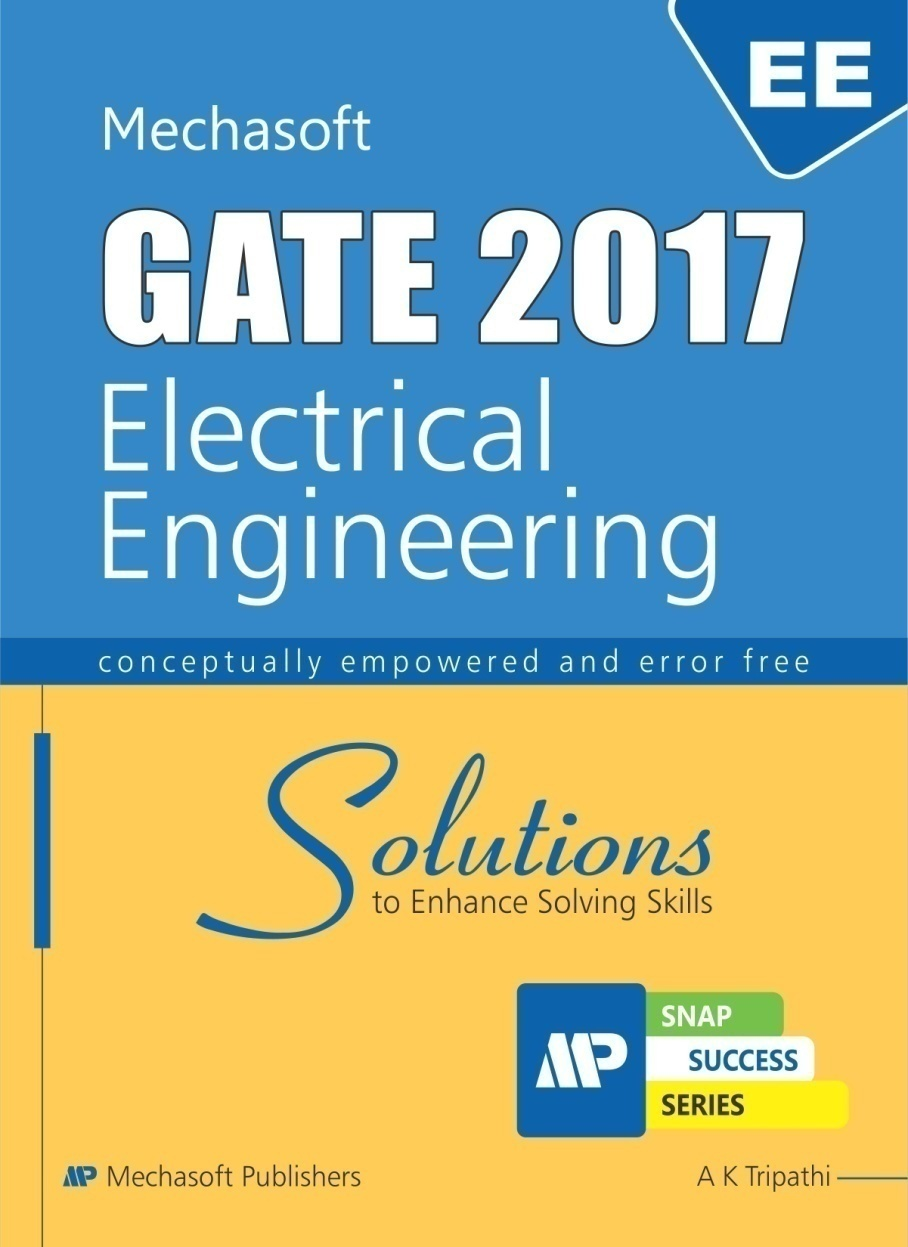 EE
Mechasoft
GATE 2017
Electrical
Engineering
conceptually empowered and error free
Solutions
to Enhance Solving Skills
MP
SNAP
SUCCESS
SERIES
MP Mechasoft Publishers
A K Tripathi